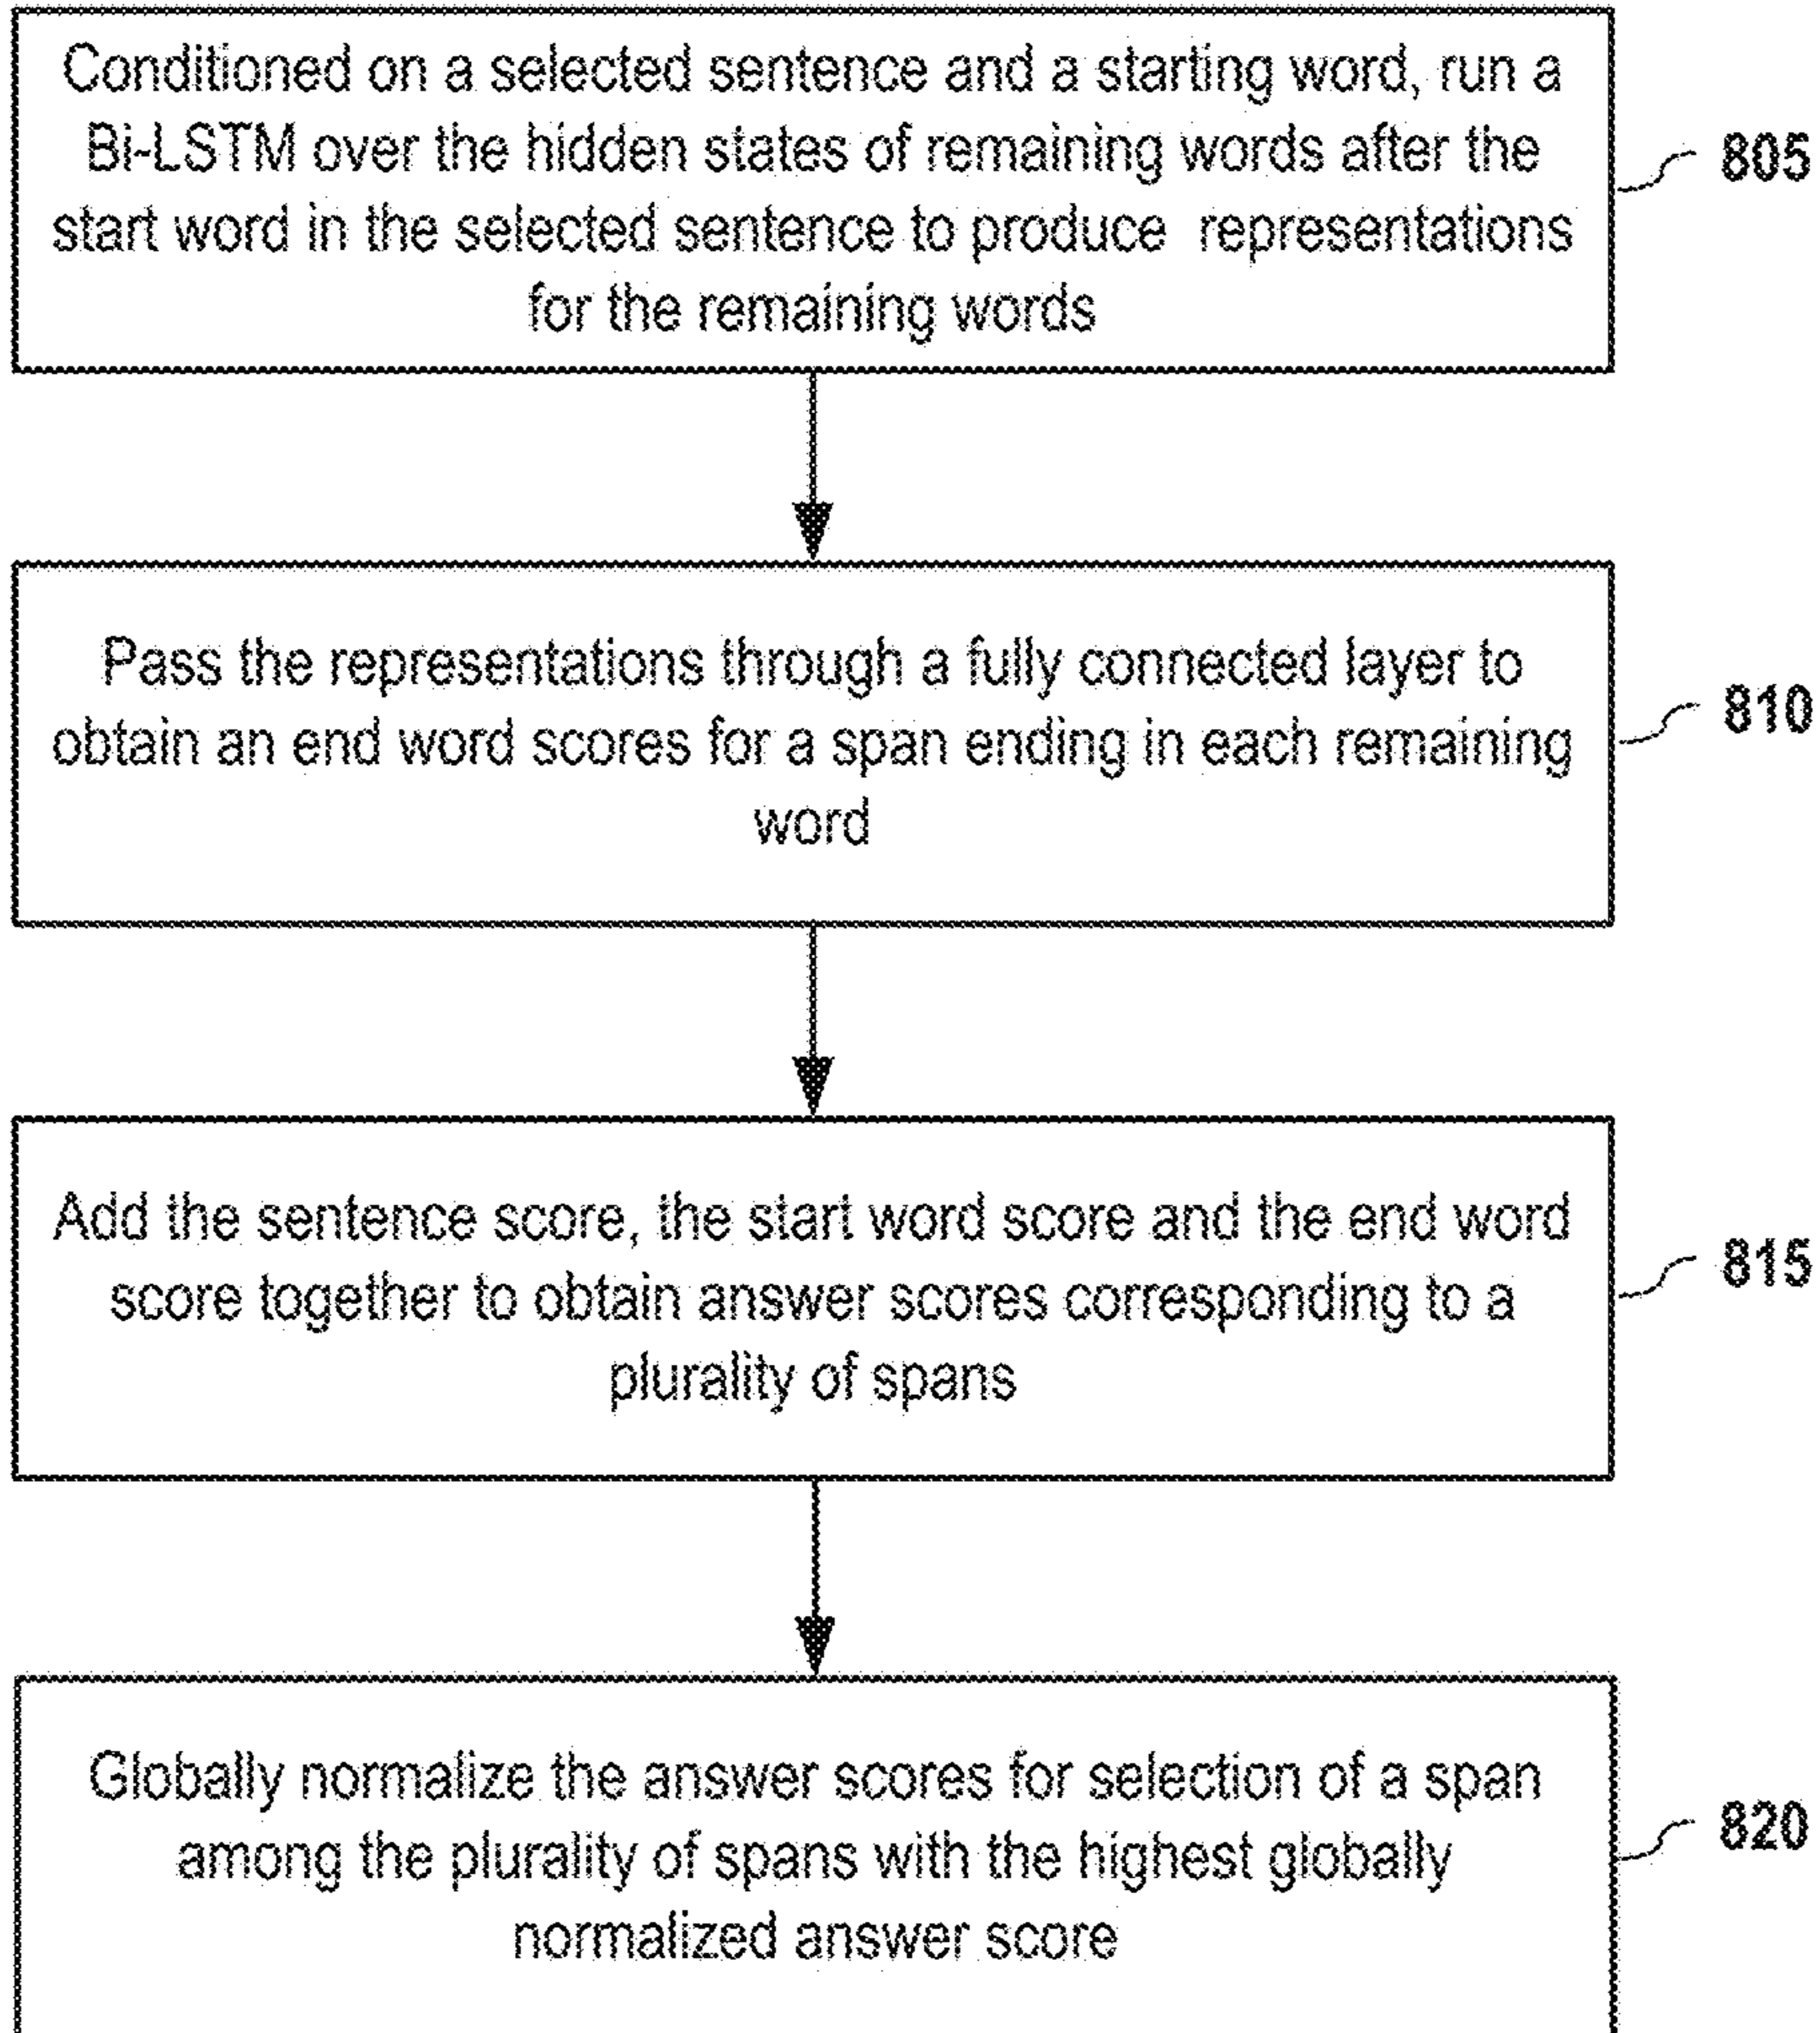 Conditioned on a selected sentence and a starting word, run a
Bi-LSTM over the hidden states of remaining words after the
start word in the selected sentence to produce representations
for the remaining words
805
Pass the representations through a fully connected layer to
obtain an end word scores for a span ending in each remaining
word
810
Add the sentence score, the start word score and the end word
score together to obtain answer scores corresponding to a
plurality of spans
815
Globally normalize the answer scores for selection of a span
among the plurality of spans with the highest globally
normalized answer score
820